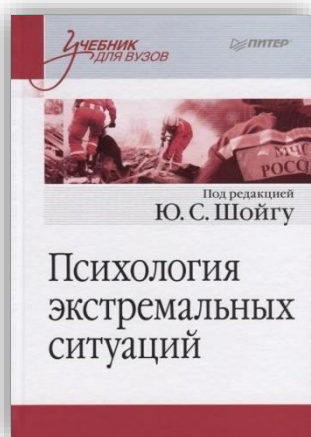 УЧЕБНИК
ДЛЯ ВУЗОВ
ПИТЕР
МЧС
РОССИ
Под редакцией
Ю. С. Шойгу
Психология
экстремальных
ситуаций